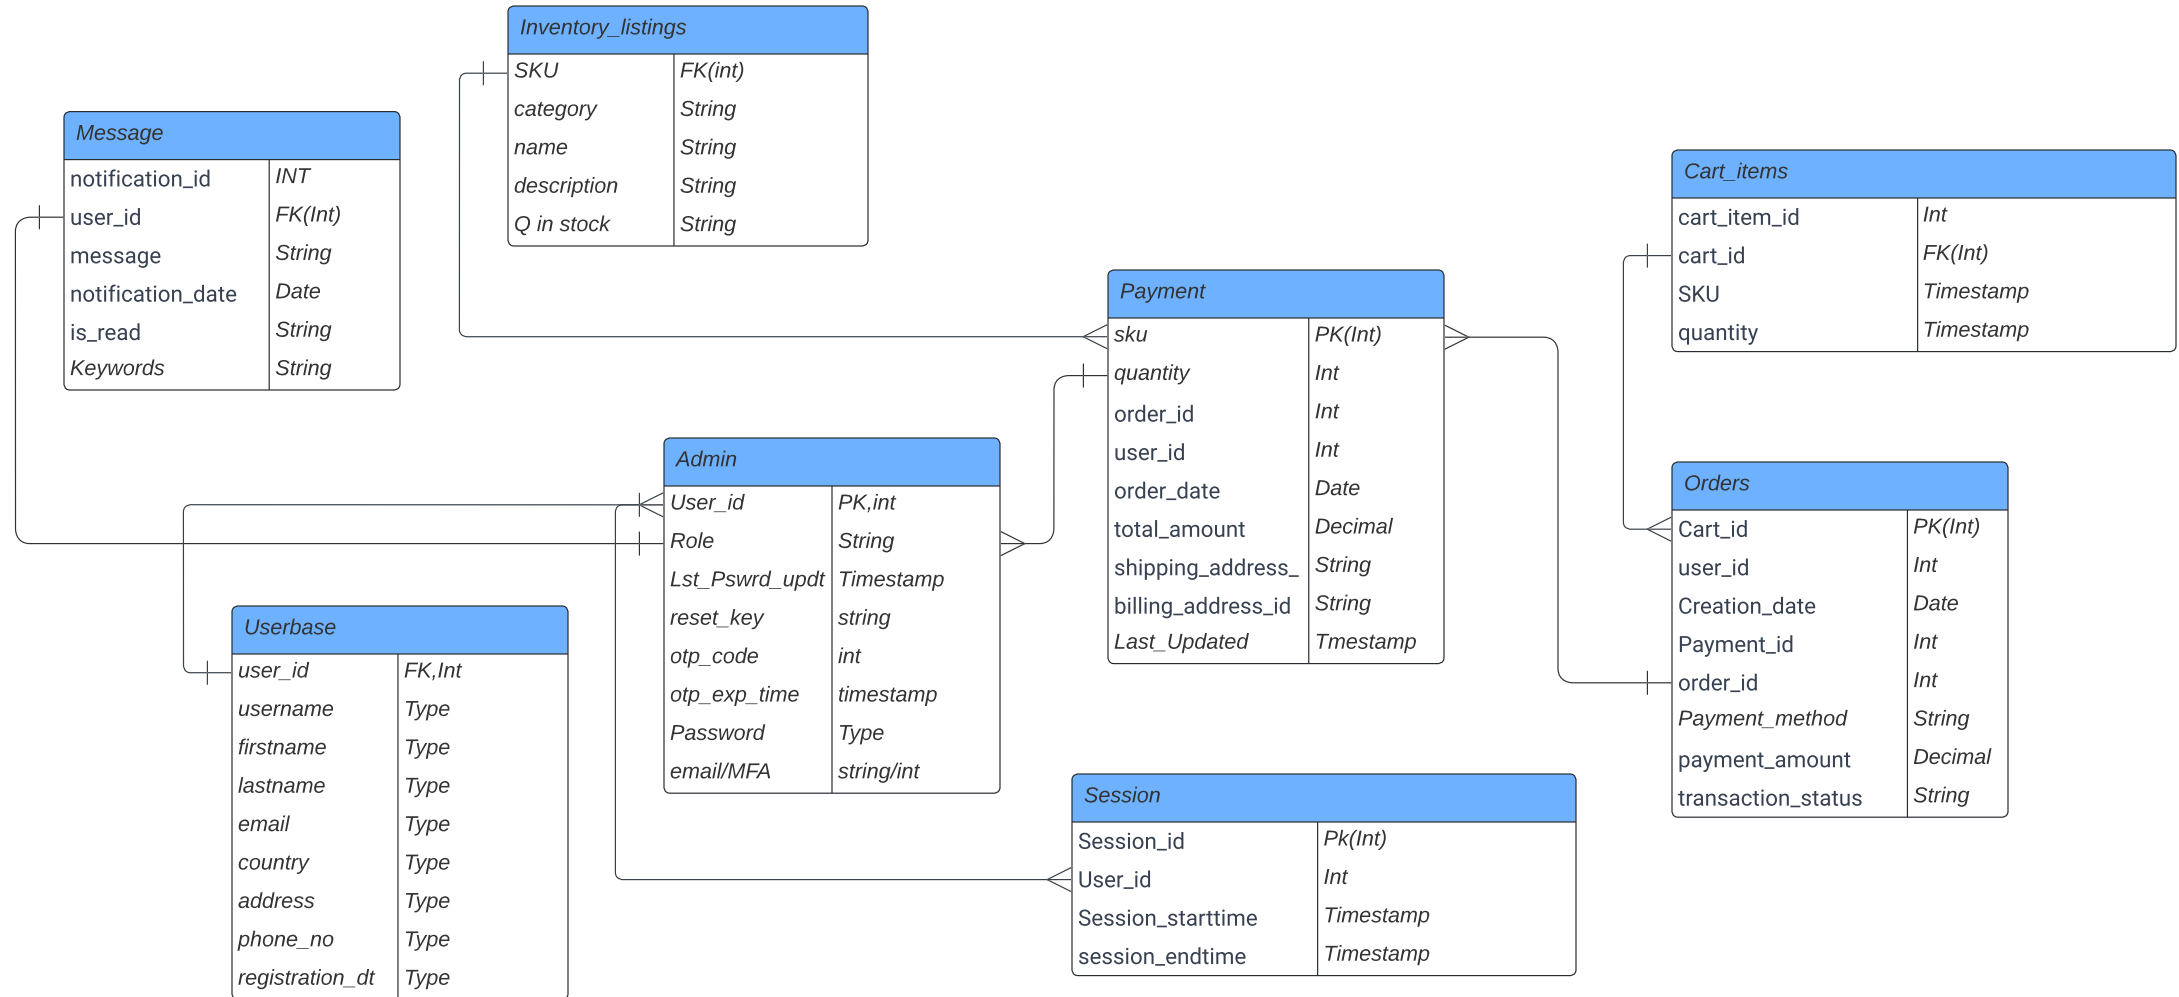 Inventory_listings
SKU FK(int)
category String
name String
description String
Q in stock String
Message
notification_id INT
user_id FK(Int)
message String
notification_date Date
is_read String
Keywords String
Cart_items
cart_item_id Int
cart_id FK(Int)
SKU Timestamp
quantity Timestamp
Payment
sku PK(Int)
quantity Int
order_id Int
user_id Int
order_date Date
total_amount Decimal
shipping_address_ String
billing_address_id String
Last_Updated Tmestamp
Admin
User_id PK,int
Role String
Lst_Pswrd_updt Timestamp
reset_key string
otp_code int
otp_exp_time timestamp
Password Type
email/MFA string/int
Orders
Cart_id PK(Int)
user_id Int
Creation_date Date
Payment_id Int
order_id Int
Payment_method String
payment_amount Decimal
transaction_status String
Userbase
user_id FK,Int
username Type
firstname Type
lastname Type
email Type
country Type
address Type
phone_no Type
registration_dt Type
Session
Session_id Pk(Int)
User_id Int
Session_starttime Timestamp
session_endtime Timestamp